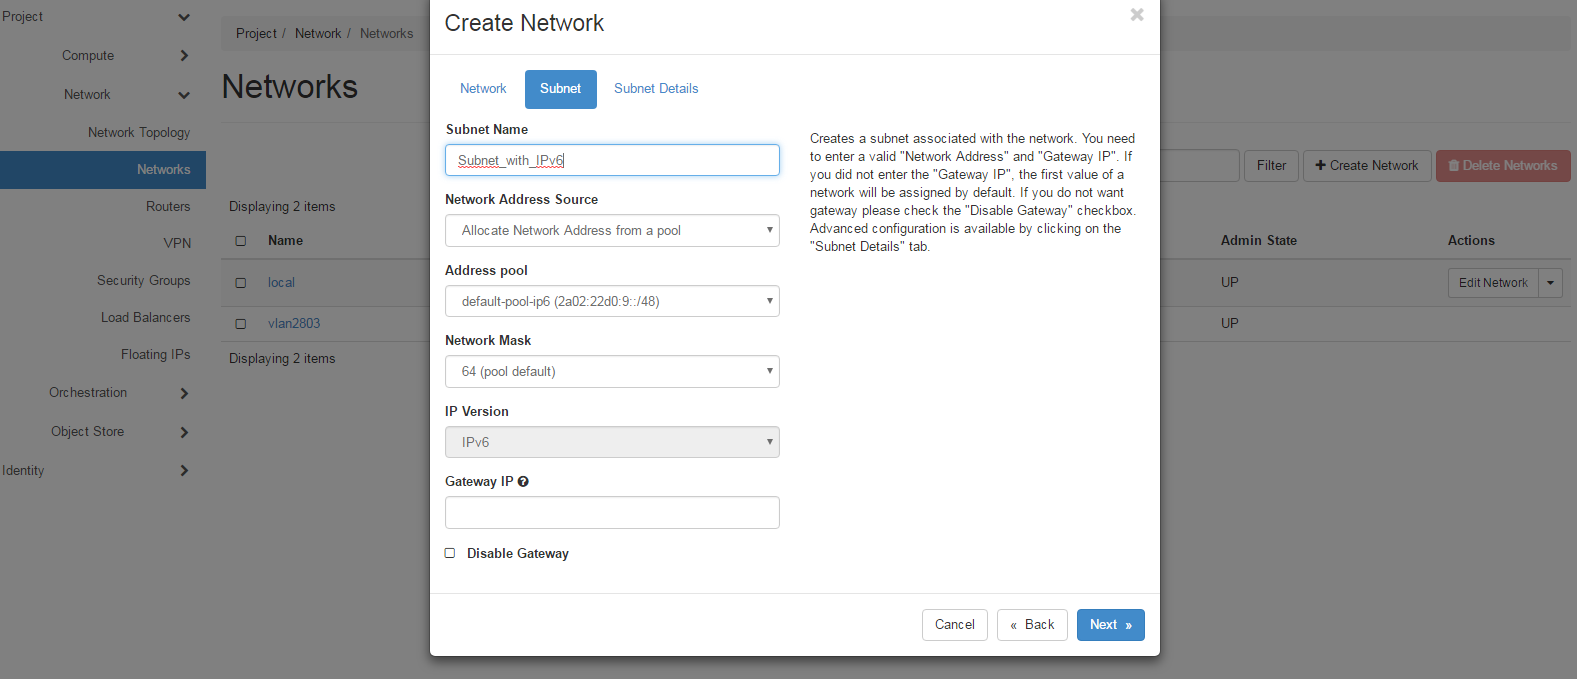 Project
Compute
Network
Network Topology
Networks
Routers
VPN
Security Groups
Load Balancers
Floating IPs
Orchestration
Object Store
Identity
Project / Network / Networks
Networks
Filter
Create Network
Delete Networks
Displaying 2 items
Name
Admin State
Actions
local
UP
Edit Network
vlan2803
UP
Displaying 2 items
Create Network
×
Network
Subnet
Subnet Details
Subnet Name
Subnet_with_IPv6
Network Address Source
Allocate Network Address from a pool
Address pool
default-pool-ip6 (2a02:22d0:9::/48)
Network Mask
64 (pool default)
IP Version
IPv6
Gateway IP
Disable Gateway
Creates a subnet associated with the network. You need
to enter a valid "Network Address" and "Gateway IP". If
you did not enter the "Gateway IP", the first value of a
network will be assigned by default. If you do not want
gateway please check the "Disable Gateway" checkbox.
Advanced configuration is available by clicking on the
"Subnet Details" tab.
Cancel
« Back
Next »